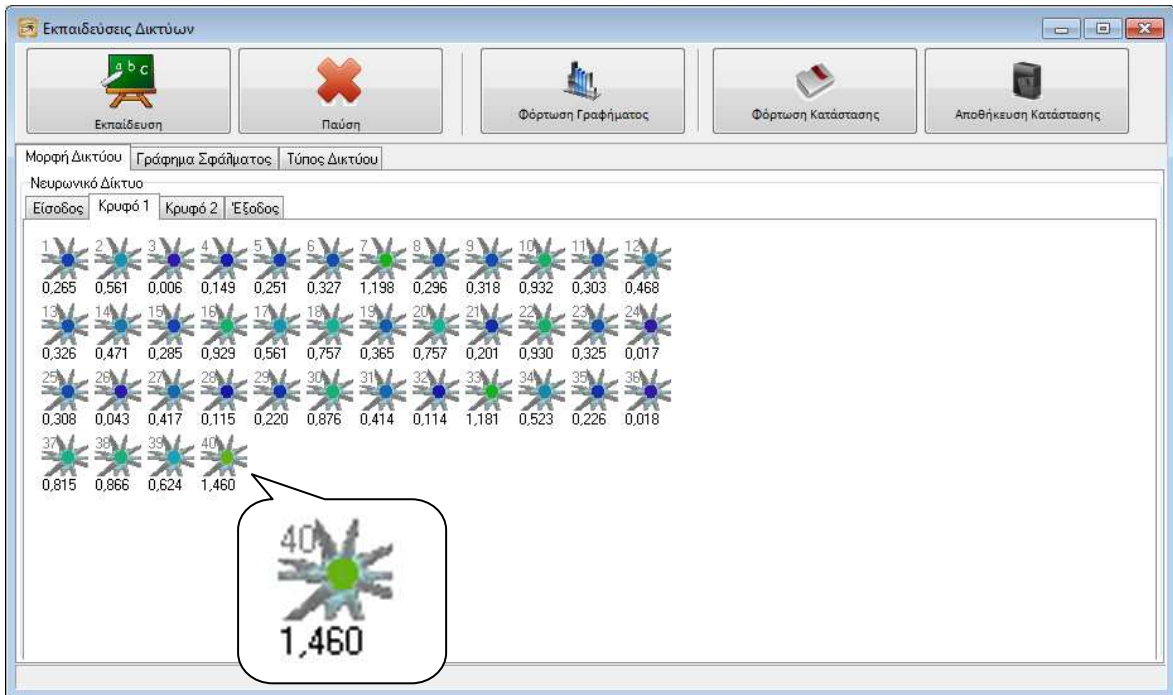 Εκπαιδεύσεις Δικτύων
Εκπαίδευση Παύση Φόρτωση Γραφήματος Φόρτωση Κατάστασης Αποθήκευση Κατάστασης
Μορφή Δικτύου Γράφημα Σφάλματος Τύπος Δικτύου
Νευρωνικό Δίκτυο
Είσοδος Κρυφό 1 Κρυφό 2 Έξοδος
1 2 3 4 5 6 7 8 9 10 11 12
0,265 0,561 0,006 0,149 0,251 0,327 1,198 0,296 0,318 0,932 0,303 0,468
13 14 15 16 17 18 19 20 21 22 23 24
0,326 0,471 0,285 0,929 0,561 0,757 0,365 0,757 0,201 0,930 0,325 0,017
25 26 27 28 29 30 31 32 33 34 35 36
0,308 0,043 0,417 0,115 0,220 0,876 0,414 0,114 1,181 0,523 0,226 0,018
37 38 39 40
0,815 0,866 0,624 1,460
40
1,460